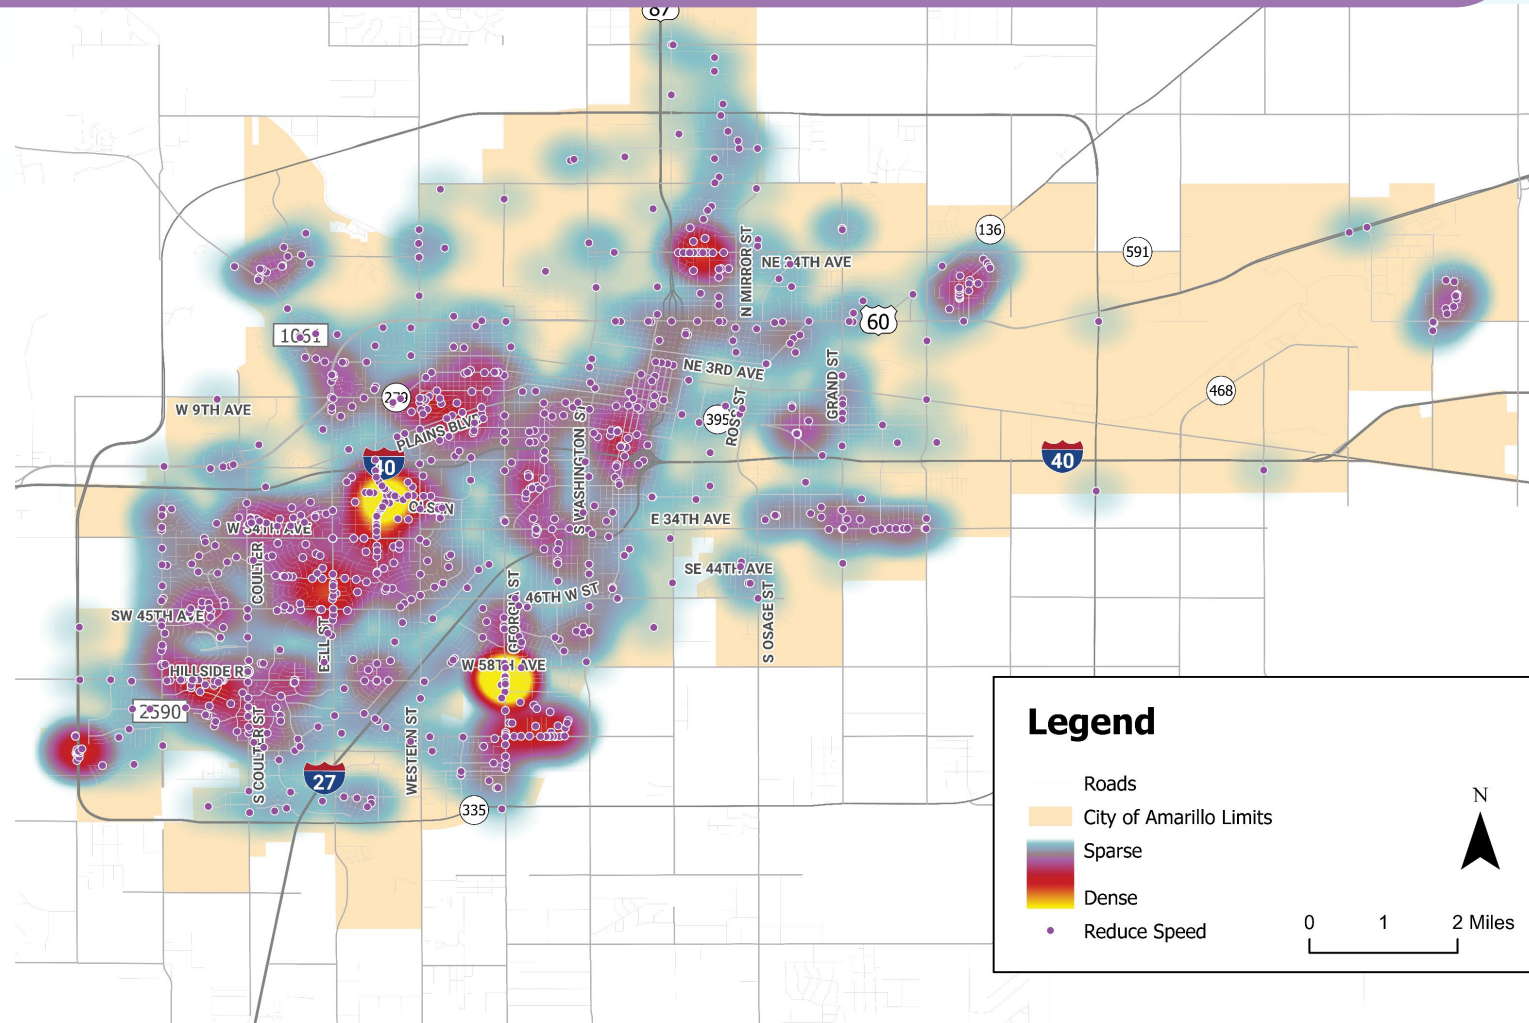 87
136
591
N MIRROR ST
NE 24TH AVE
60
1061
NE 3RD AVE
GRAND ST
279
468
W 9TH AVE
395
ROSS ST
PLAINS BLVD
S WASHINGTON ST
40
40
OLSEN
W 34TH AVE
E 34TH AVE
COULTER
SE 44TH AVE
46TH W ST
GEORGIA ST
SW 45TH AVE
S OSAGE ST
BELL ST
W 58TH AVE
HILLSIDE R
2590
S COULTER ST
WESTERN ST
27
335
Legend
Roads
City of Amarillo Limits
Sparse
Dense
Reduce Speed
N
0 1 2 Miles